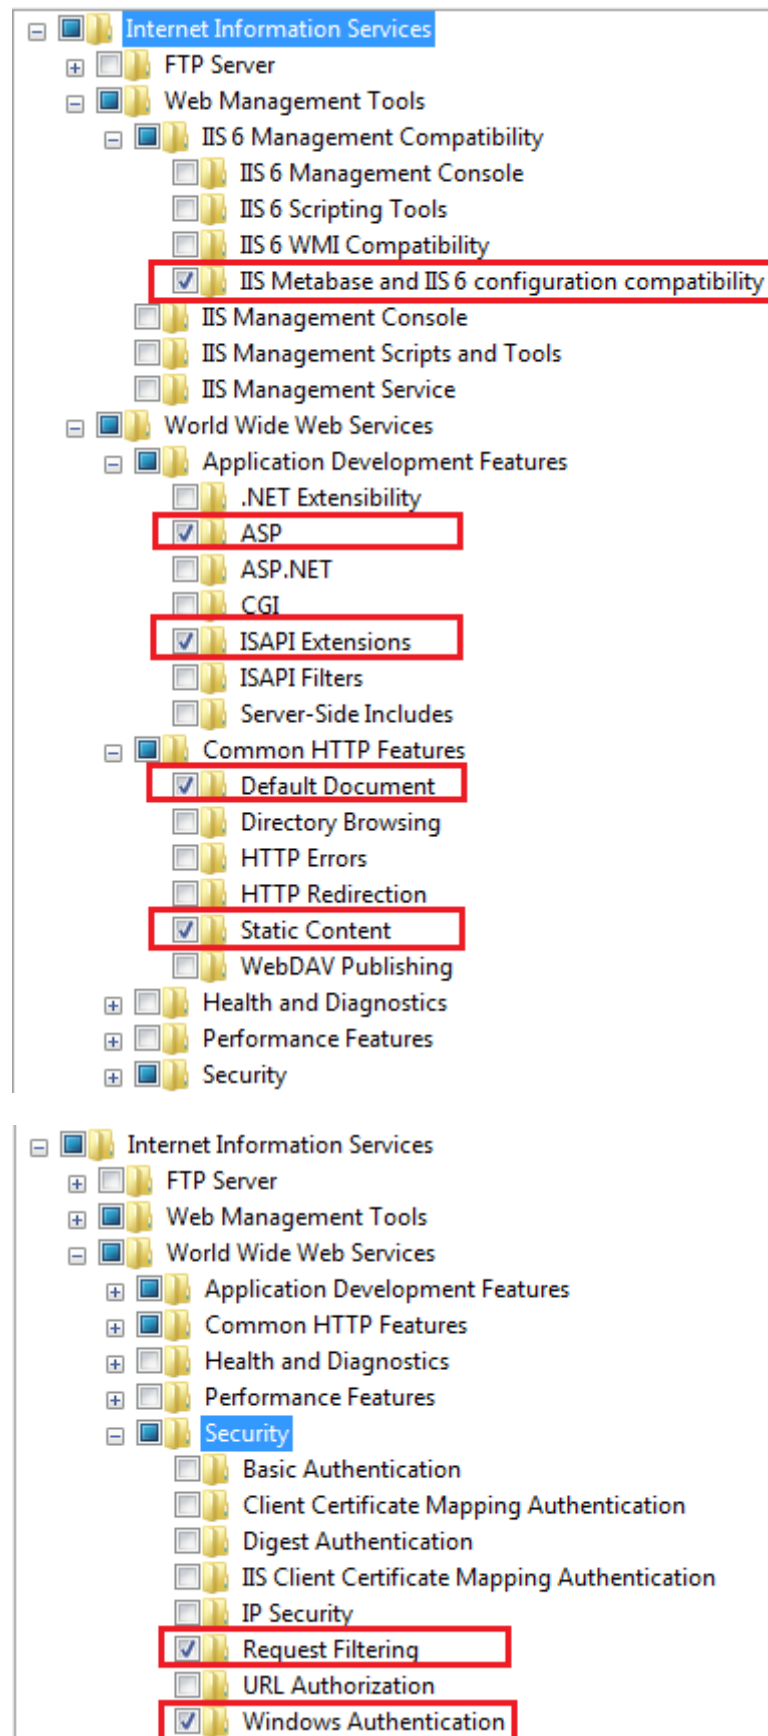 Internet Information Services
FTP Server
Web Management Tools
IIS 6 Management Compatibility
IIS 6 Management Console
IIS 6 Scripting Tools
IIS 6 WMI Compatibility
IIS Metabase and IIS 6 configuration compatibility
IIS Management Console
IIS Management Scripts and Tools
IIS Management Service
World Wide Web Services
Application Development Features
.NET Extensibility
ASP
ASP.NET
CGI
ISAPI Extensions
ISAPI Filters
Server-Side Includes
Common HTTP Features
Default Document
Directory Browsing
HTTP Errors
HTTP Redirection
Static Content
WebDAV Publishing
Health and Diagnostics
Performance Features
Security
Internet Information Services
FTP Server
Web Management Tools
World Wide Web Services
Application Development Features
Common HTTP Features
Health and Diagnostics
Performance Features
Security
Basic Authentication
Client Certificate Mapping Authentication
Digest Authentication
IIS Client Certificate Mapping Authentication
IP Security
Request Filtering
URL Authorization
Windows Authentication